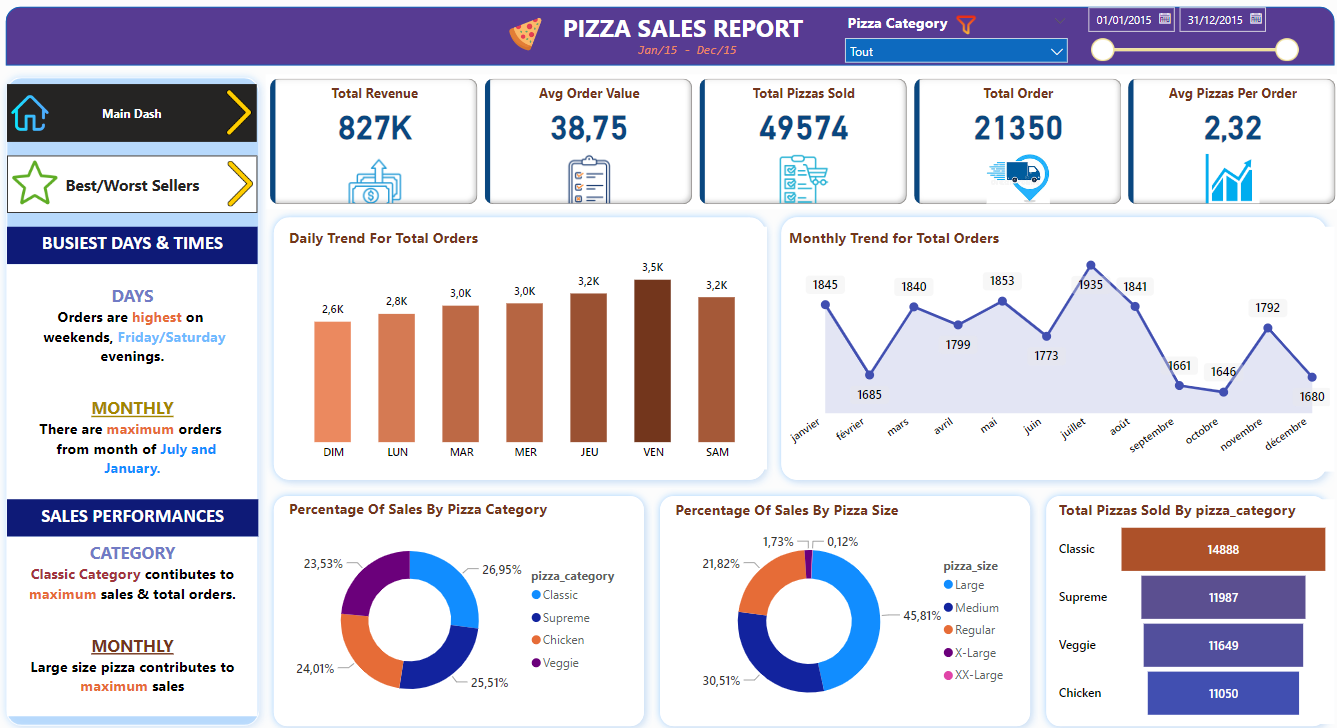 PIZZA SALES REPORT
Jan/15 - Dec/15
Pizza Category
Tout
01/01/2015
31/12/2015
Main Dash
Best/Worst Sellers
BUSIEST DAYS & TIMES
DAYS
Orders are highest on
weekends, Friday/Saturday
evenings.
MONTHLY
There are maximum orders
from month of July and
January.
SALES PERFORMANCES
CATEGORY
Classic Category contibutes to
maximum sales & total orders.
MONTHLY
Large size pizza contributes to
maximum sales
Total Revenue
827K
Avg Order Value
38,75
Total Pizzas Sold
49574
Total Order
21350
Avg Pizzas Per Order
2,32
Daily Trend For Total Orders
2,6K
2,8K
3,0K
3,0K
3,2K
3,5K
3,2K
DIM
LUN
MAR
MER
JEU
VEN
SAM
Monthly Trend for Total Orders
1845
1685
1840
1799
1853
1773
1935
1841
1661
1646
1792
1680
janvier
février
mars
avril
mai
juin
juillet
août
septembre
octobre
novembre
décembre
Percentage Of Sales By Pizza Category
23,53%
26,95%
24,01%
25,51%
pizza_category
Classic
Supreme
Chicken
Veggie
Percentage Of Sales By Pizza Size
1,73%
0,12%
21,82%
45,81%
30,51%
pizza_size
Large
Medium
Regular
X-Large
XX-Large
Total Pizzas Sold By pizza_category
Classic
14888
Supreme
11987
Veggie
11649
Chicken
11050